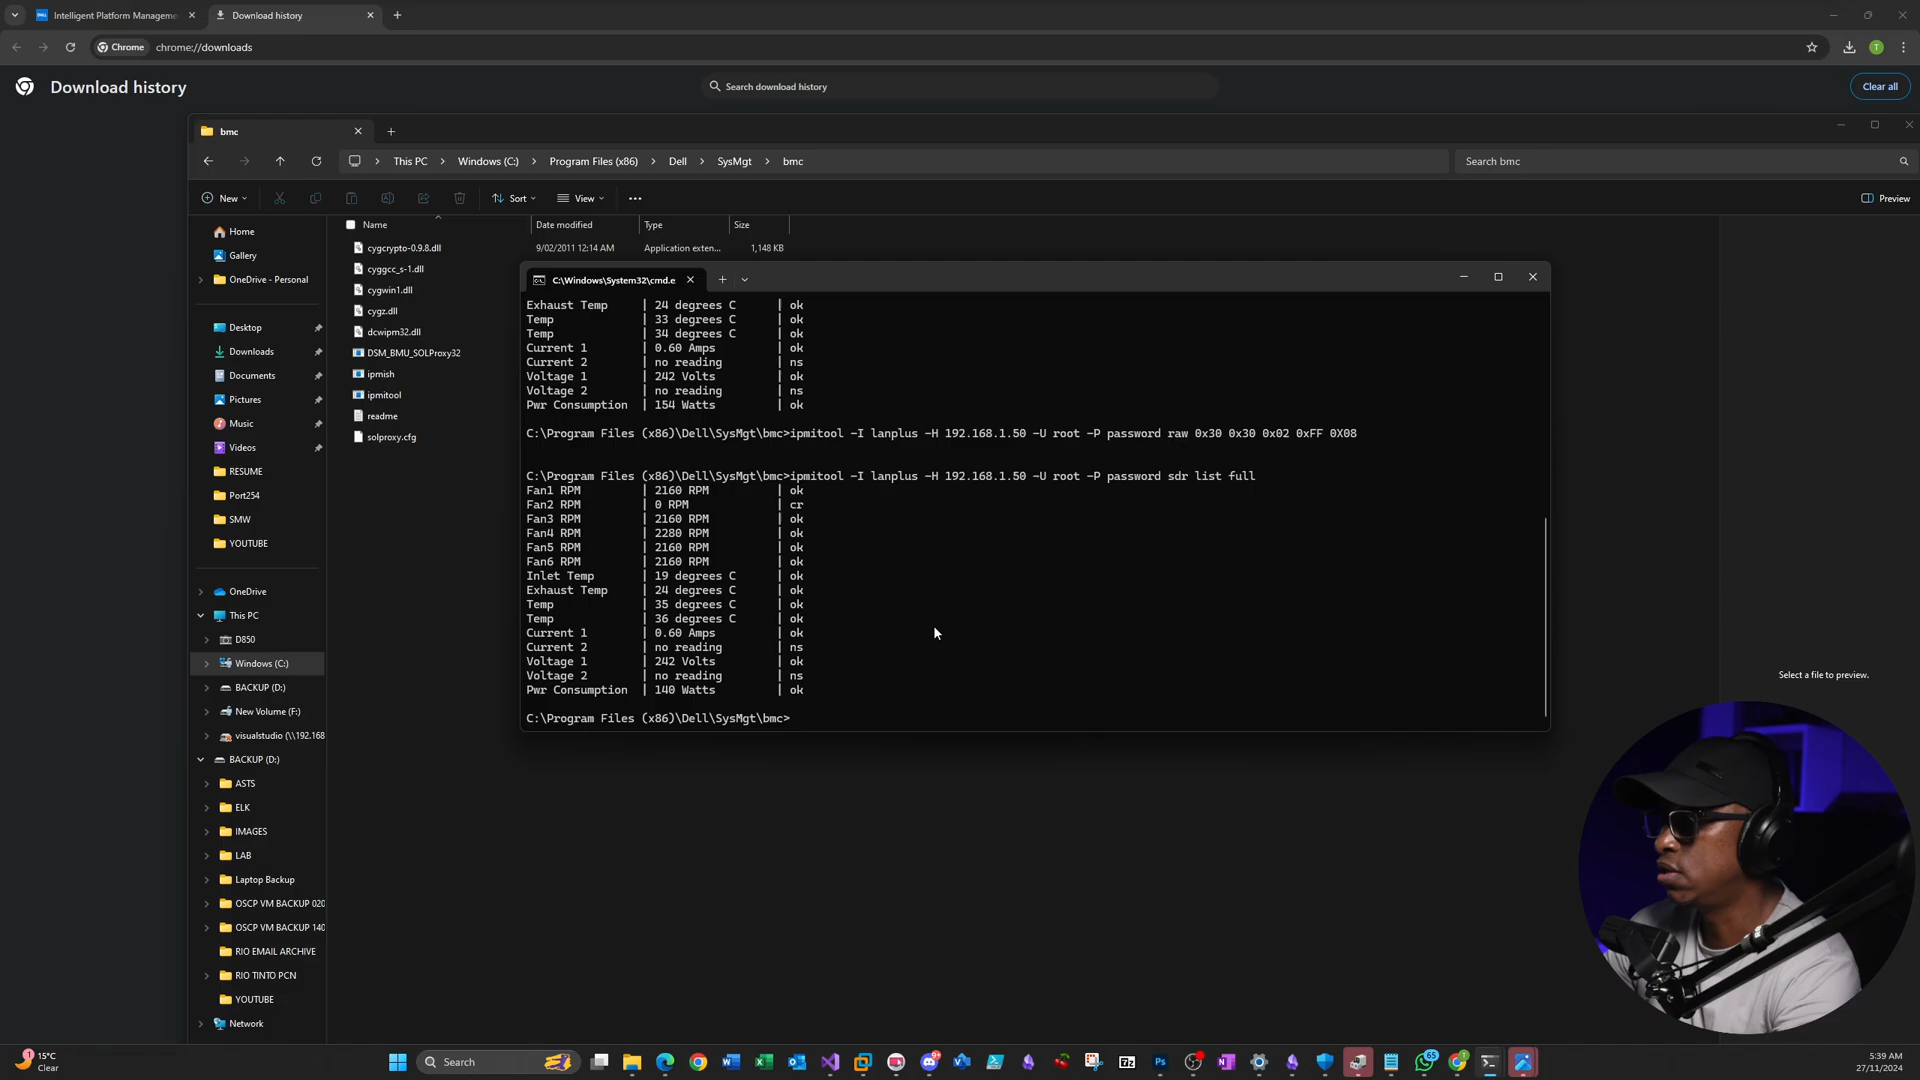 Intelligent Platform Manageme
Download history
Chrome
chrome://downloads
T
Download history
Search download history
Clear all
bmc
This PC > Windows (C:) > Program Files (x86) > Dell > SysMgt > bmc
Search bmc
New
Sort
View
Preview
Home
Gallery
OneDrive - Personal
Desktop
Downloads
Documents
Pictures
Music
Videos
RESUME
Port254
SMW
YOUTUBE
OneDrive
This PC
D850
Windows (C:)
BACKUP (D:)
New Volume (F:)
visualstudio (\\192.168
BACKUP (D:)
ASTS
ELK
IMAGES
LAB
Laptop Backup
OSCP VM BACKUP 020
OSCP VM BACKUP 140
RIO EMAIL ARCHIVE
RIO TINTO PCN
YOUTUBE
Network
Name Date modified Type Size
cygcrypto-0.9.8.dll 9/02/2011 12:14 AM Application exten... 1,148 KB
cyggcc_s-1.dll
cygwin1.dll
cygz.dll
dcwipm32.dll
DSM_BMU_SOLProxy32
ipmish
ipmitool
readme
solproxy.cfg
C:\Windows\System32\cmd.e
Exhaust Temp | 24 degrees C | ok
Temp | 33 degrees C | ok
Temp | 34 degrees C | ok
Current 1 | 0.60 Amps | ok
Current 2 | no reading | ns
Voltage 1 | 242 Volts | ok
Voltage 2 | no reading | ns
Pwr Consumption | 154 Watts | ok
C:\Program Files (x86)\Dell\SysMgt\bmc>ipmitool -I lanplus -H 192.168.1.50 -U root -P password raw 0x30 0x30 0x02 0xFF 0X08
C:\Program Files (x86)\Dell\SysMgt\bmc>ipmitool -I lanplus -H 192.168.1.50 -U root -P password sdr list full
Fan1 RPM | 2160 RPM | ok
Fan2 RPM | 0 RPM | cr
Fan3 RPM | 2160 RPM | ok
Fan4 RPM | 2280 RPM | ok
Fan5 RPM | 2160 RPM | ok
Fan6 RPM | 2160 RPM | ok
Inlet Temp | 19 degrees C | ok
Exhaust Temp | 24 degrees C | ok
Temp | 35 degrees C | ok
Temp | 36 degrees C | ok
Current 1 | 0.60 Amps | ok
Current 2 | no reading | ns
Voltage 1 | 242 Volts | ok
Voltage 2 | no reading | ns
Pwr Consumption | 140 Watts | ok
C:\Program Files (x86)\Dell\SysMgt\bmc>
Select a file to preview.
15°C
Clear
Search
65
5:39 AM
27/11/2024